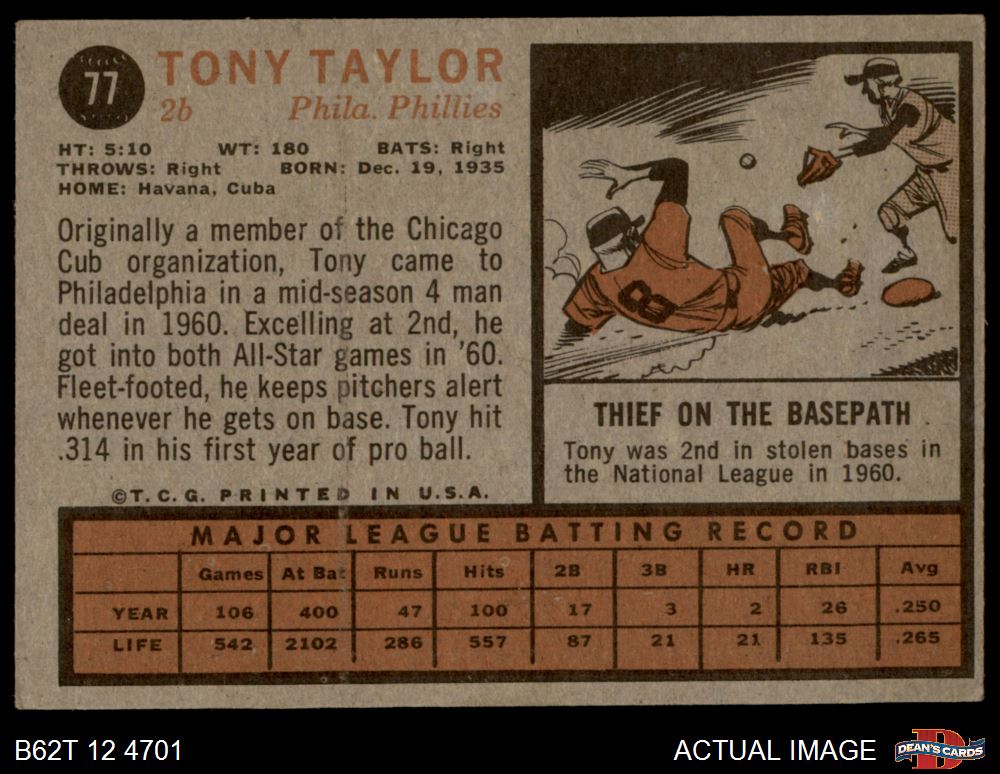 77
TONY TAYLOR
2b Phila. Phillies
HT: 5:10 WT: 180 BATS: Right
THROWS: Right BORN: Dec. 19, 1935
HOME: Havana, Cuba
Originally a member of the Chicago
Cub organization, Tony came to
Philadelphia in a mid-season 4 man
deal in 1960. Excelling at 2nd, he
got into both All-Star games in '60.
Fleet-footed, he keeps pitchers alert
whenever he gets on base. Tony hit
.314 in his first year of pro ball.
©T.C.G. PRINTED IN U.S.A.
8
THIEF ON THE BASEPATH
Tony was 2nd in stolen bases in
the National League in 1960.
MAJOR LEAGUE BATTING RECORD
Games At Bat Runs Hits 2B 3B HR RBI Avg
YEAR 106 400 47 100 17 3 2 26 .250
LIFE 542 2102 286 557 87 21 21 135 .265
B62T 12 4701
ACTUAL IMAGE
DEAN'S CARDS